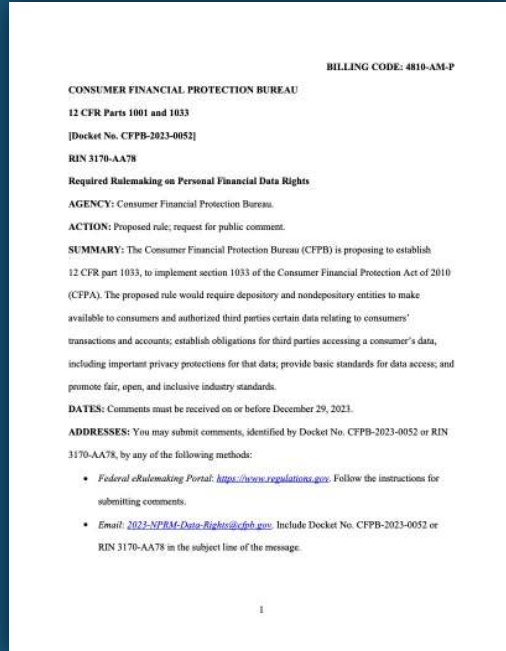 BILLING CODE: 4810-AM-P
CONSUMER FINANCIAL PROTECTION BUREAU
12 CFR Parts 1001 and 1033
[Docket No. CFPB-2023-0052]
RIN 3170-AA78
Required Rulemaking on Personal Financial Data Rights
AGENCY: Consumer Financial Protection Bureau.
ACTION: Proposed rule; request for public comment.
SUMMARY: The Consumer Financial Protection Bureau (CFPB) is proposing to establish
12 CFR part 1033, to implement section 1033 of the Consumer Financial Protection Act of 2010
(CFPA). The proposed rule would require depository and nondepository entities to make
available to consumers and authorized third parties certain data relating to consumers'
transactions and accounts; establish obligations for third parties accessing a consumer's data,
including important privacy protections for that data; provide basic standards for data access; and
promote fair, open, and inclusive industry standards.
DATES: Comments must be received on or before December 29, 2023.
ADDRESSES: You may submit comments, identified by Docket No. CFPB-2023-0052 or RIN
3170-AA78, by any of the following methods:
• Federal eRulemaking Portal: https://www.regulations.gov. Follow the instructions for
submitting comments.
• Email: 2023-NPRM-Data-Rights@cfpb.gov. Include Docket No. CFPB-2023-0052 or
RIN 3170-AA78 in the subject line of the message.
1